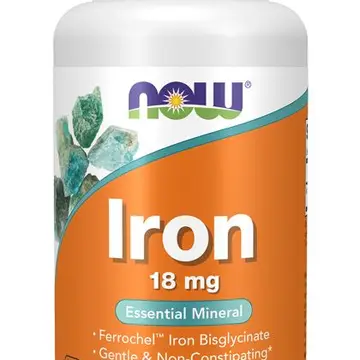 NOW®
Iron
18 mg
Essential Mineral
• Ferrochel™ Iron Bisglycinate
• Gentle & Non-Constipating*